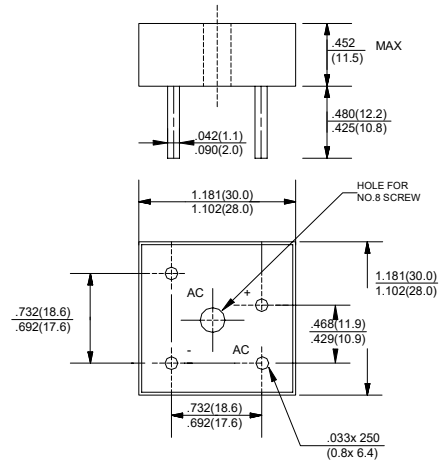 .452 MAX
(11.5)
.480(12.2)
.425(10.8)
.042(1.1)
.090(2.0)
HOLE FOR
NO.8 SCREW
1.181(30.0)
1.102(28.0)
1.181(30.0)
1.102(28.0)
AC
+
.732(18.6)
.692(17.6)
.468(11.9)
.429(10.9)
-
AC
.732(18.6)
.692(17.6)
.033x 250
(0.8x 6.4)